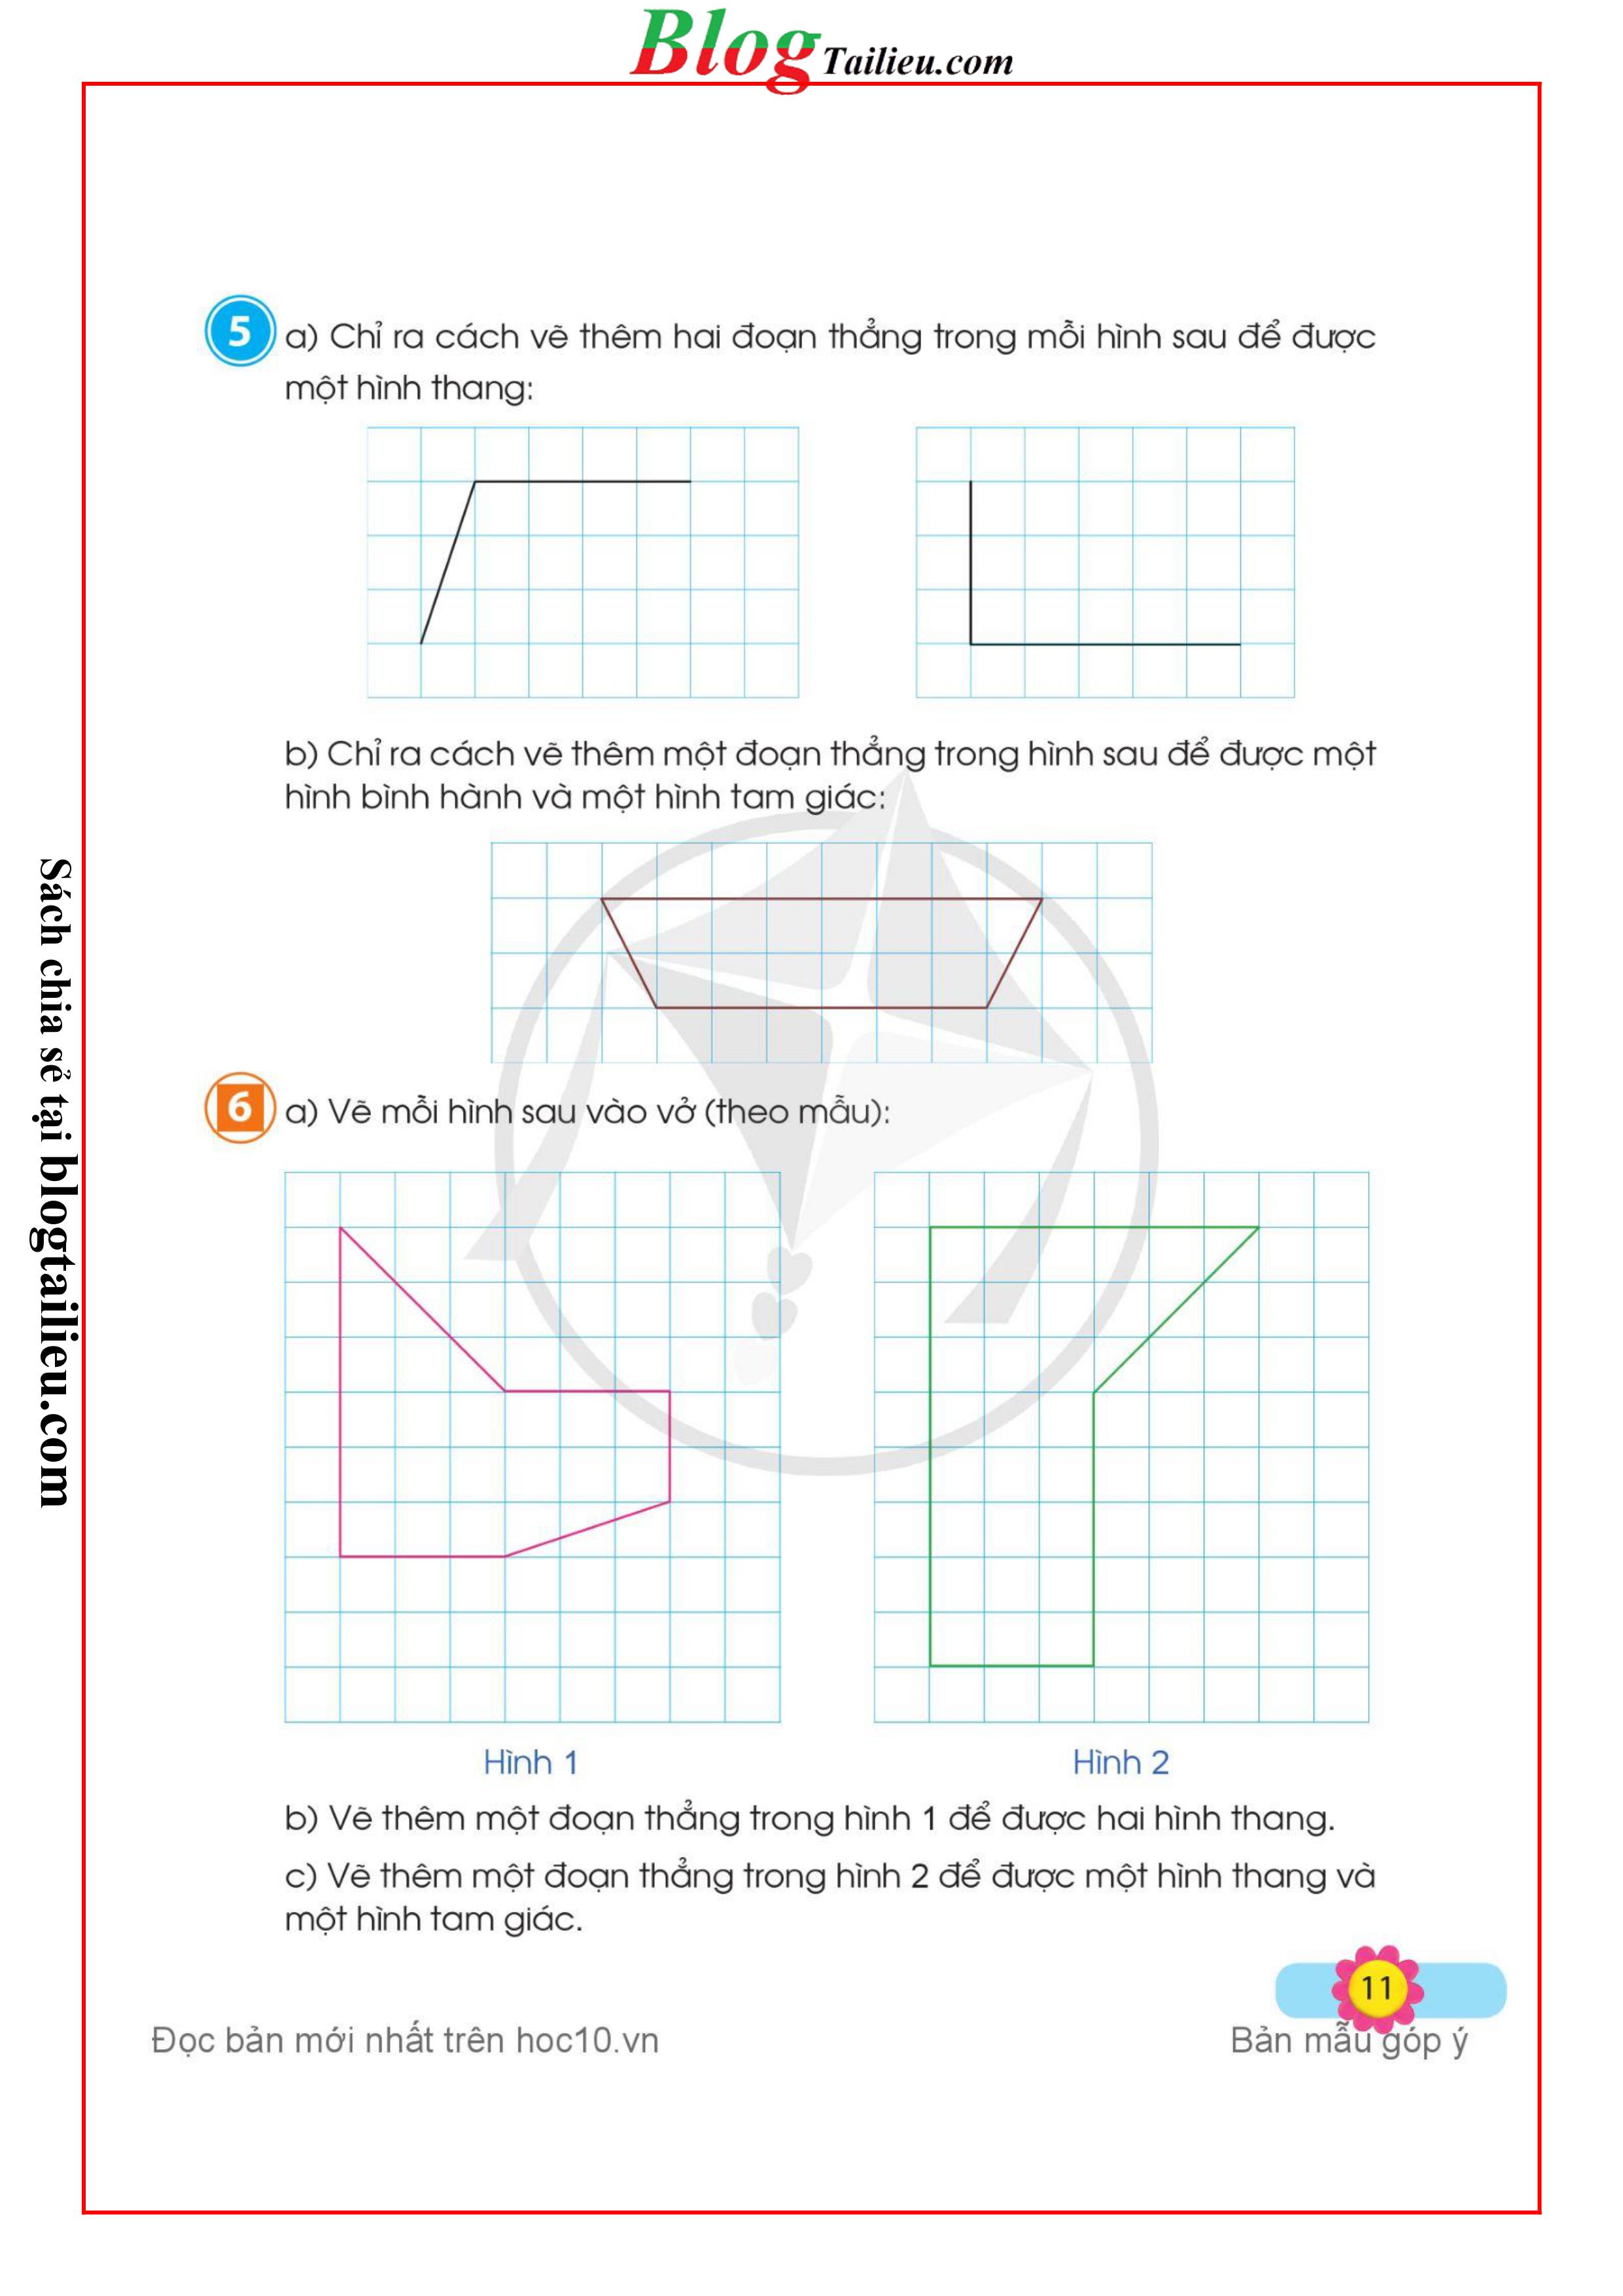 Blog Tailieu.com
5 a) Chỉ ra cách vẽ thêm hai đoạn thẳng trong mỗi hình sau để được
một hình thang:
b) Chỉ ra cách vẽ thêm một đoạn thẳng trong hình sau để được một
hình bình hành và một hình tam giác:
Sách chia sẻ tại blogtailieu.com
6 a) Vẽ mỗi hình sau vào vở (theo mẫu):
Hình 1
Hình 2
b) Vẽ thêm một đoạn thẳng trong hình 1 để được hai hình thang.
c) Vẽ thêm một đoạn thẳng trong hình 2 để được một hình thang và
một hình tam giác.
11
Đọc bản mới nhất trên hoc10.vn
Bản mẫu góp ý